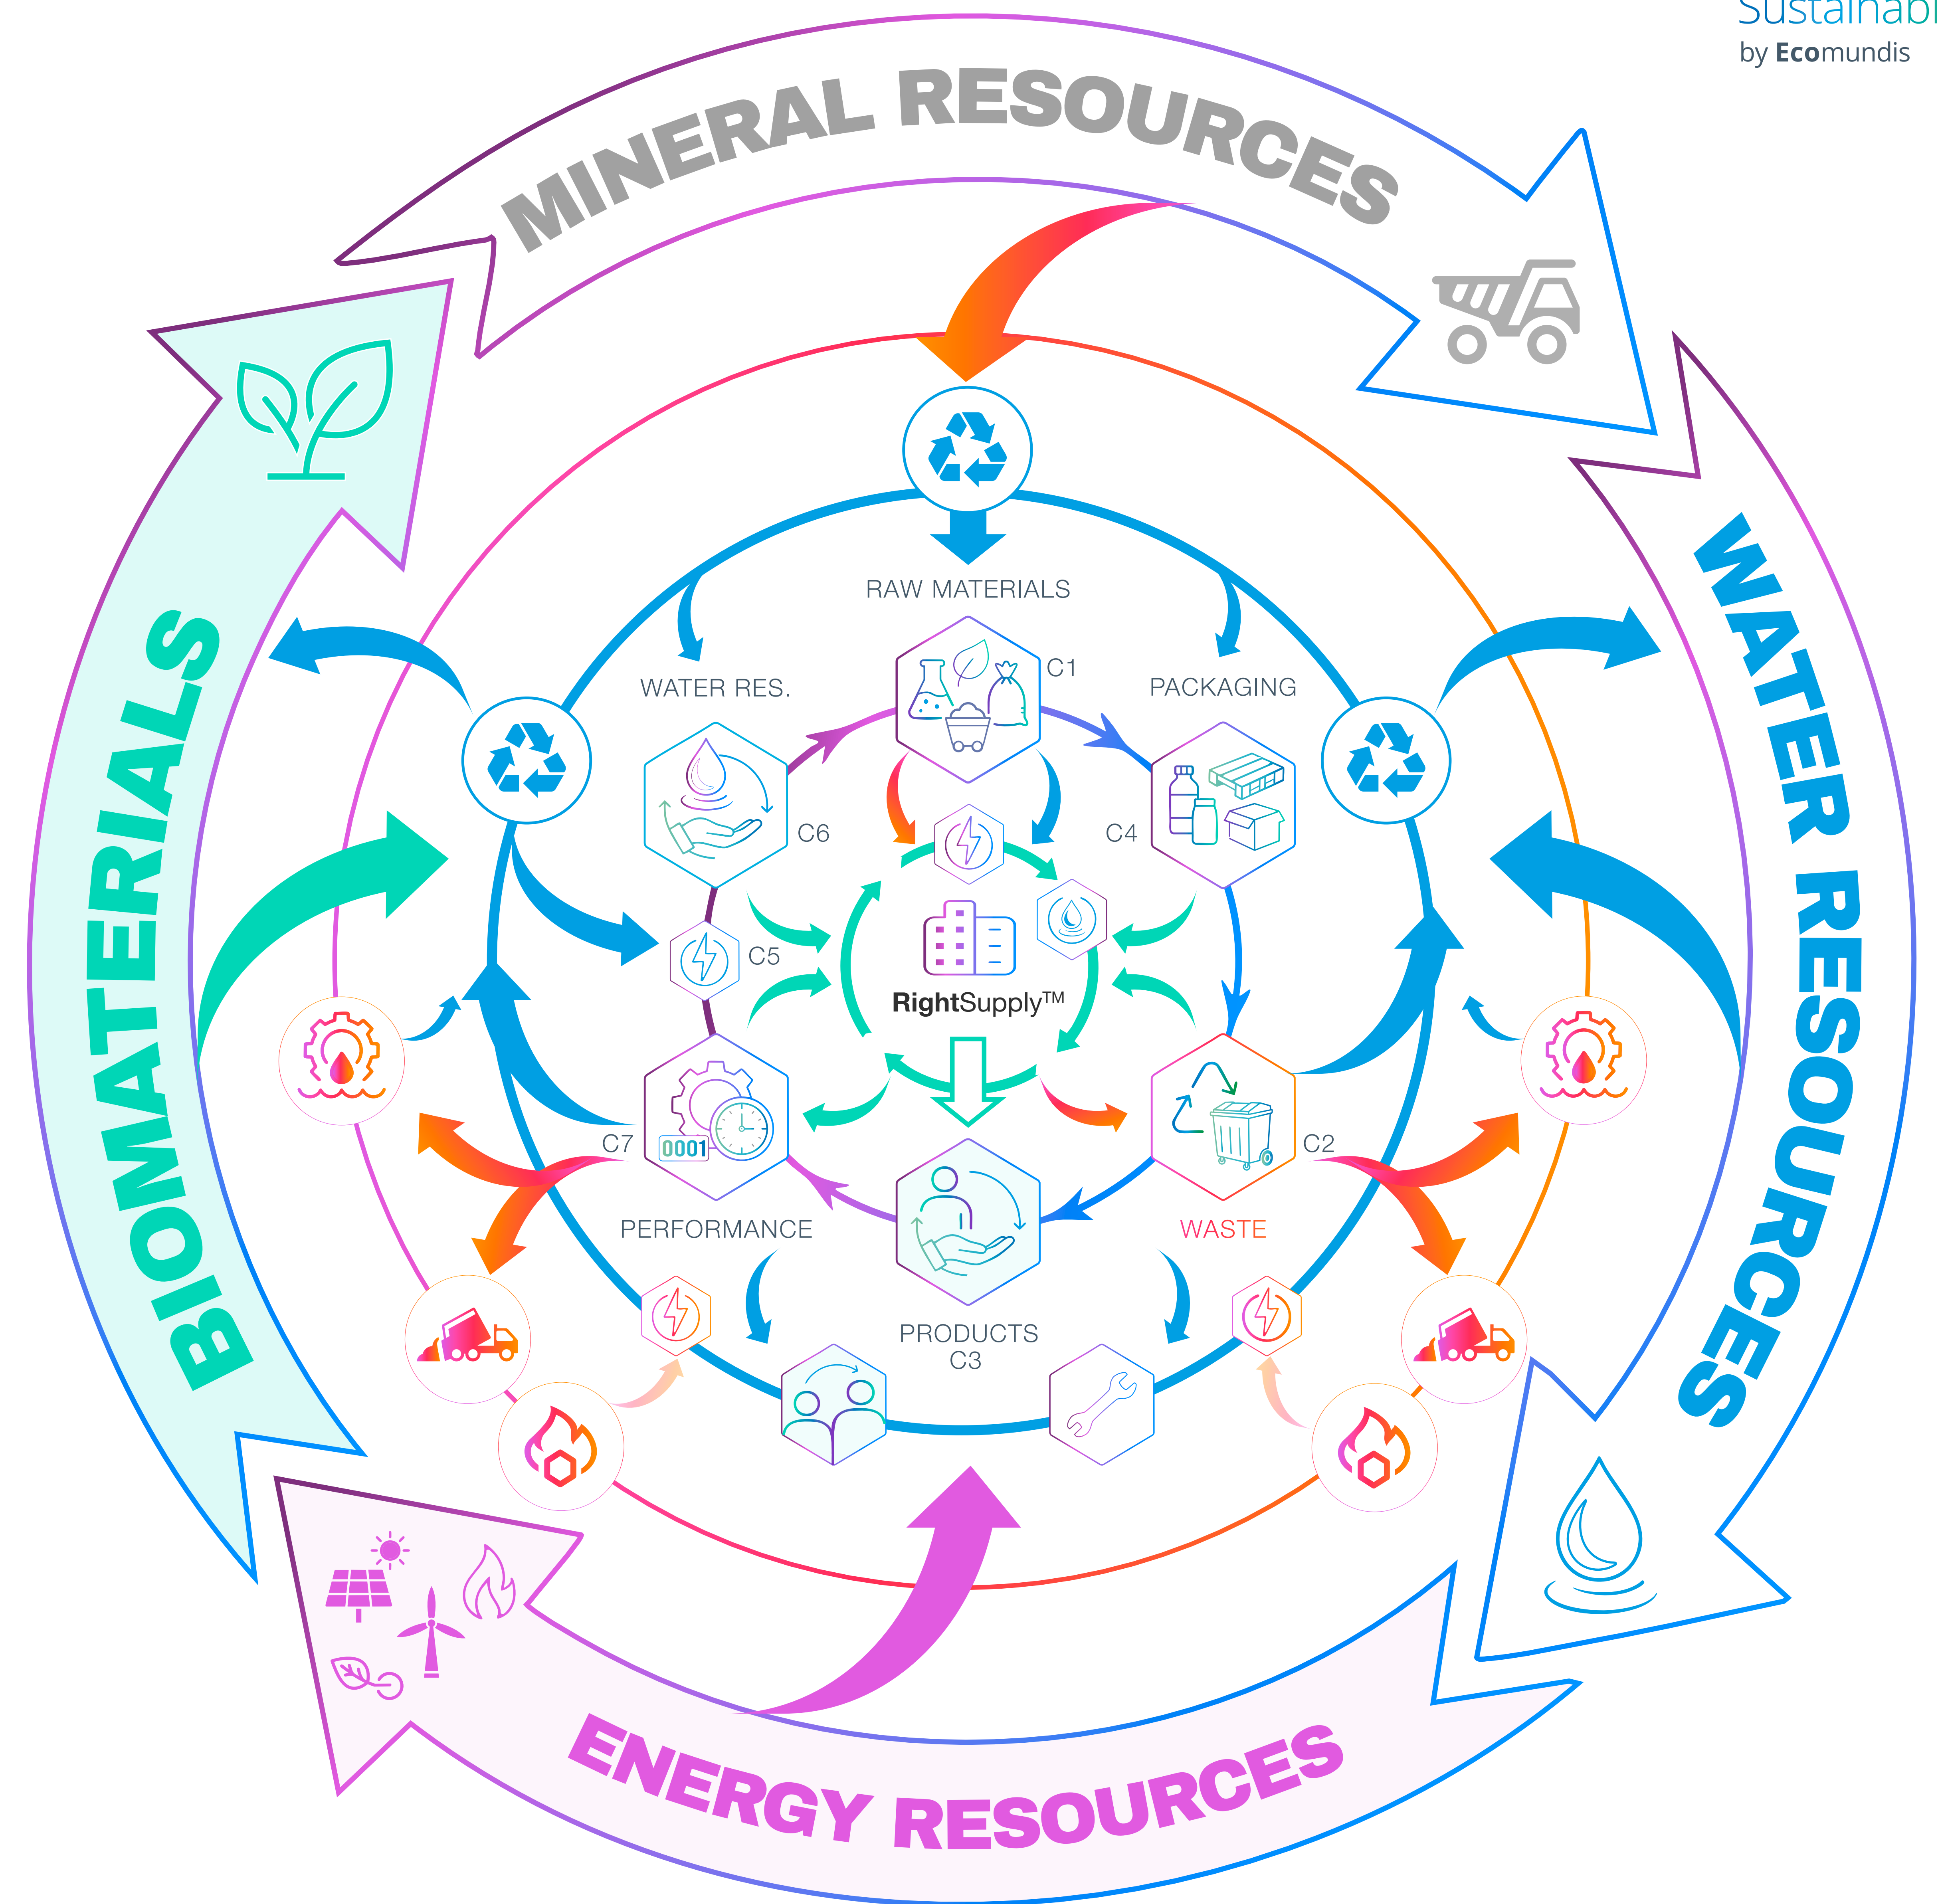 by Ecomundis
MINERAL RESOURCES
WATER RESOURCES
BIOMATERIALS
ENERGY RESOURCES
RAW MATERIALS
C1
WATER RES.
C6
PACKAGING
C4
C5
RightSupply™
C7
0001
PERFORMANCE
C2
WASTE
PRODUCTS
C3